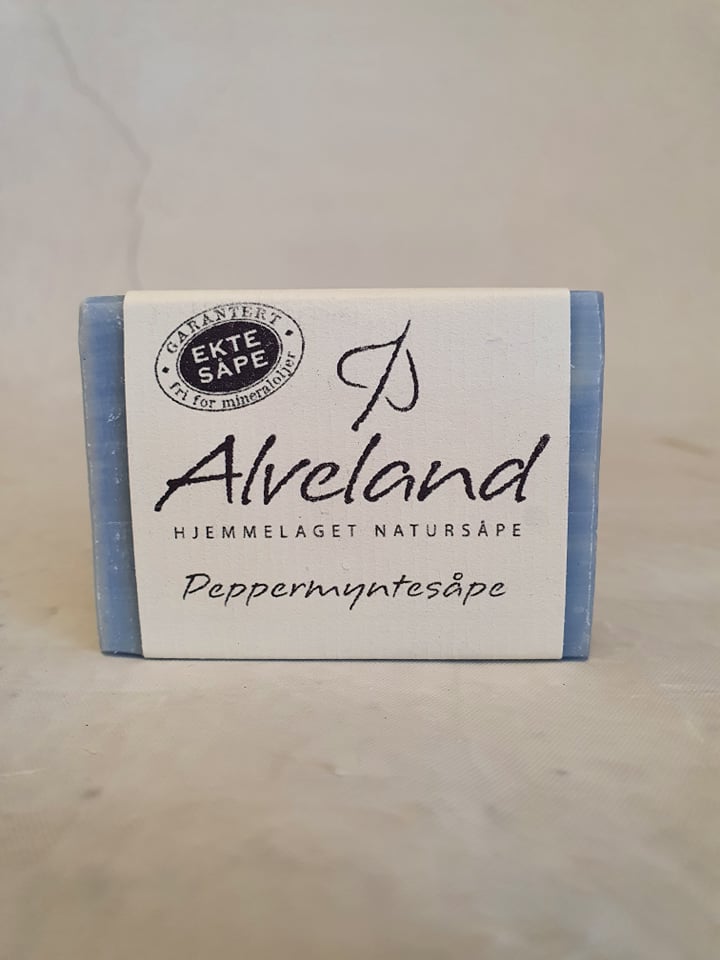 GARANTERT
EKTE
SÅPE
fri for mineraloljer
Alveland
HJEMMELAGET NATURSÅPE
Peppermyntesåpe